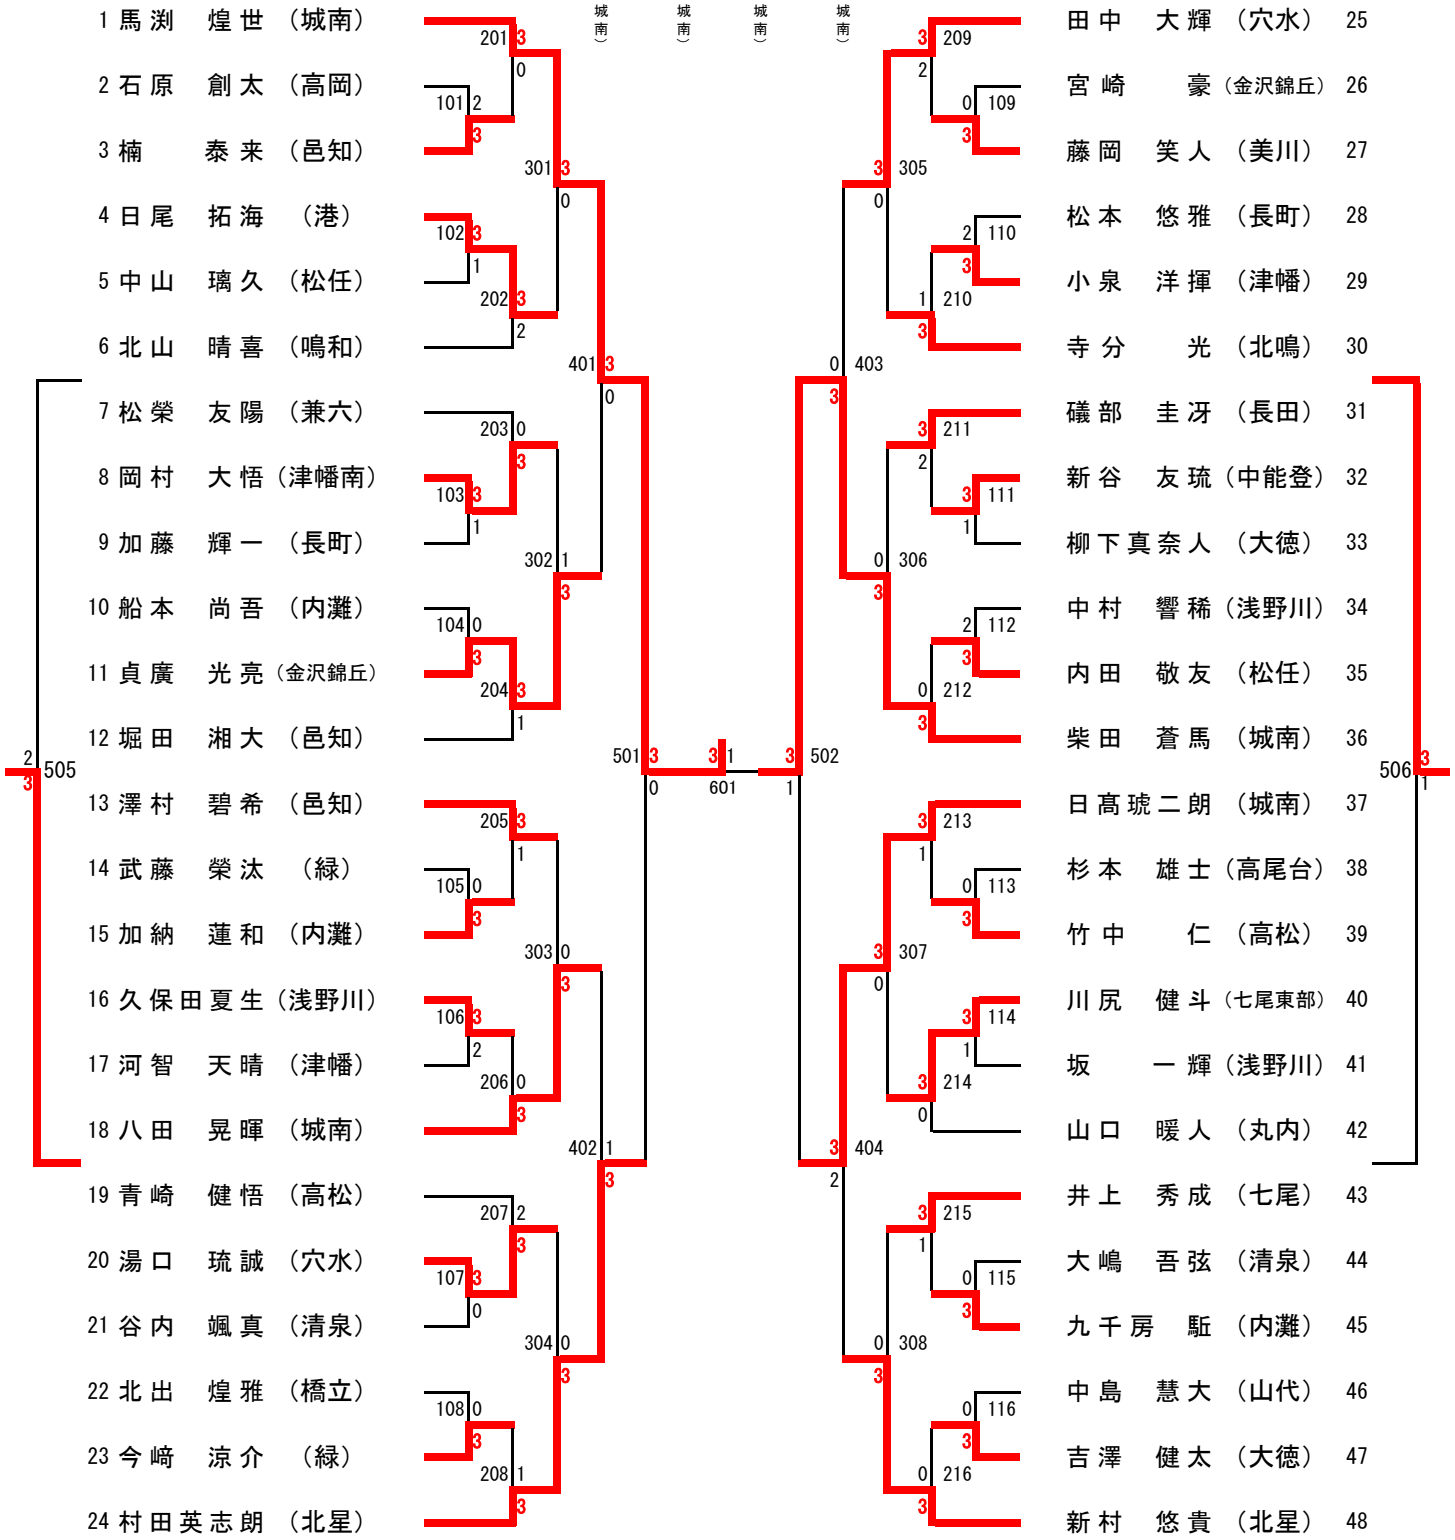 城南）
城南）
城南）
城南）
1 馬渕 煌世 （城南）
2 石原 創太 （高岡）
3 楠 泰来 （邑知）
4 日尾 拓海 （港）
5 中山 璃久 （松任）
6 北山 晴喜 （鳴和）
7 松榮 友陽 （兼六）
8 岡村 大悟 （津幡南）
9 加藤 輝一 （長町）
10 船本 尚吾 （内灘）
11 貞廣 光亮 （金沢錦丘）
12 堀田 湘大 （邑知）
13 澤村 碧希 （邑知）
14 武藤 榮汰 （緑）
15 加納 蓮和 （内灘）
16 久保田夏生 （浅野川）
17 河智 天晴 （津幡）
18 八田 晃暉 （城南）
19 青崎 健悟 （高松）
20 湯口 琉誠 （穴水）
21 谷内 颯真 （清泉）
22 北出 煌雅 （橋立）
23 今﨑 涼介 （緑）
24 村田英志朗 （北星）
201 3 0
101 2 3
301 3 0
102 3 1
202 3 2
401 3 0
203 0 3
103 3 1
302 1 3
104 0 3
204 3 1
501 3 0
205 3 1
105 0 3
303 0 3
106 3 2
206 0 3
402 1 3
207 2 3
107 3 0
304 0 3
108 0 3
208 1 3
2 505 3
3 1
601
3 209 2
0 109 3
3 305 0
2 110 3
1 210 3
0 403 3
3 211 2
3 111 1
0 306 3
2 112 3
0 212 3
3 502 1
3 213 1
0 113 3
3 307 0
3 114 1
3 214 0
3 404 2
3 215 1
0 115 3
0 308 3
0 116 3
0 216 3
506 3 1
田中 大輝 （穴水） 25
宮崎 豪 （金沢錦丘） 26
藤岡 笑人 （美川） 27
松本 悠雅 （長町） 28
小泉 洋揮 （津幡） 29
寺分 光 （北鳴） 30
礒部 圭冴 （長田） 31
新谷 友琉 （中能登） 32
柳下真奈人 （大徳） 33
中村 響稀 （浅野川） 34
内田 敬友 （松任） 35
柴田 蒼馬 （城南） 36
日髙琥二朗 （城南） 37
杉本 雄士 （高尾台） 38
竹中 仁 （高松） 39
川尻 健斗 （七尾東部） 40
坂 一輝 （浅野川） 41
山口 暖人 （丸内） 42
井上 秀成 （七尾） 43
大嶋 吾弦 （清泉） 44
九千房 駈 （内灘） 45
中島 慧大 （山代） 46
吉澤 健太 （大徳） 47
新村 悠貴 （北星） 48